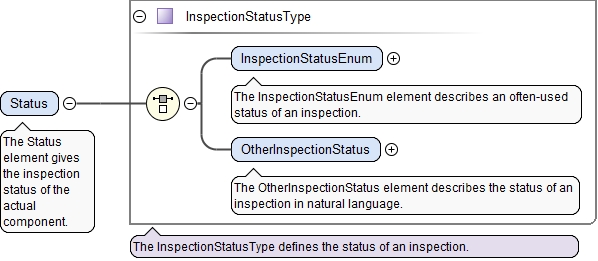 InspectionStatusType
InspectionStatusEnum
The InspectionStatusEnum element describes an often-used
status of an inspection.
Status
The Status
element gives
the inspection
status of the
actual
component.
OtherInspectionStatus
The OtherInspectionStatus element describes the status of an
inspection in natural language.
The InspectionStatusType defines the status of an inspection.